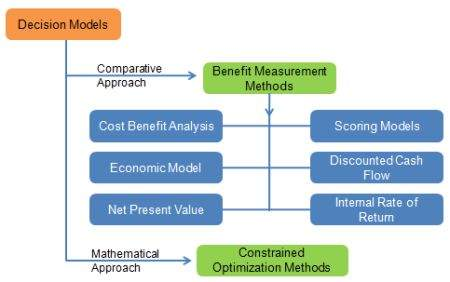 Decision Models
Comparative
Approach
Benefit Measurement
Methods
Cost Benefit Analysis
Scoring Models
Economic Model
Discounted Cash
Flow
Net Present Value
Internal Rate of
Return
Mathematical
Approach
Constrained
Optimization Methods